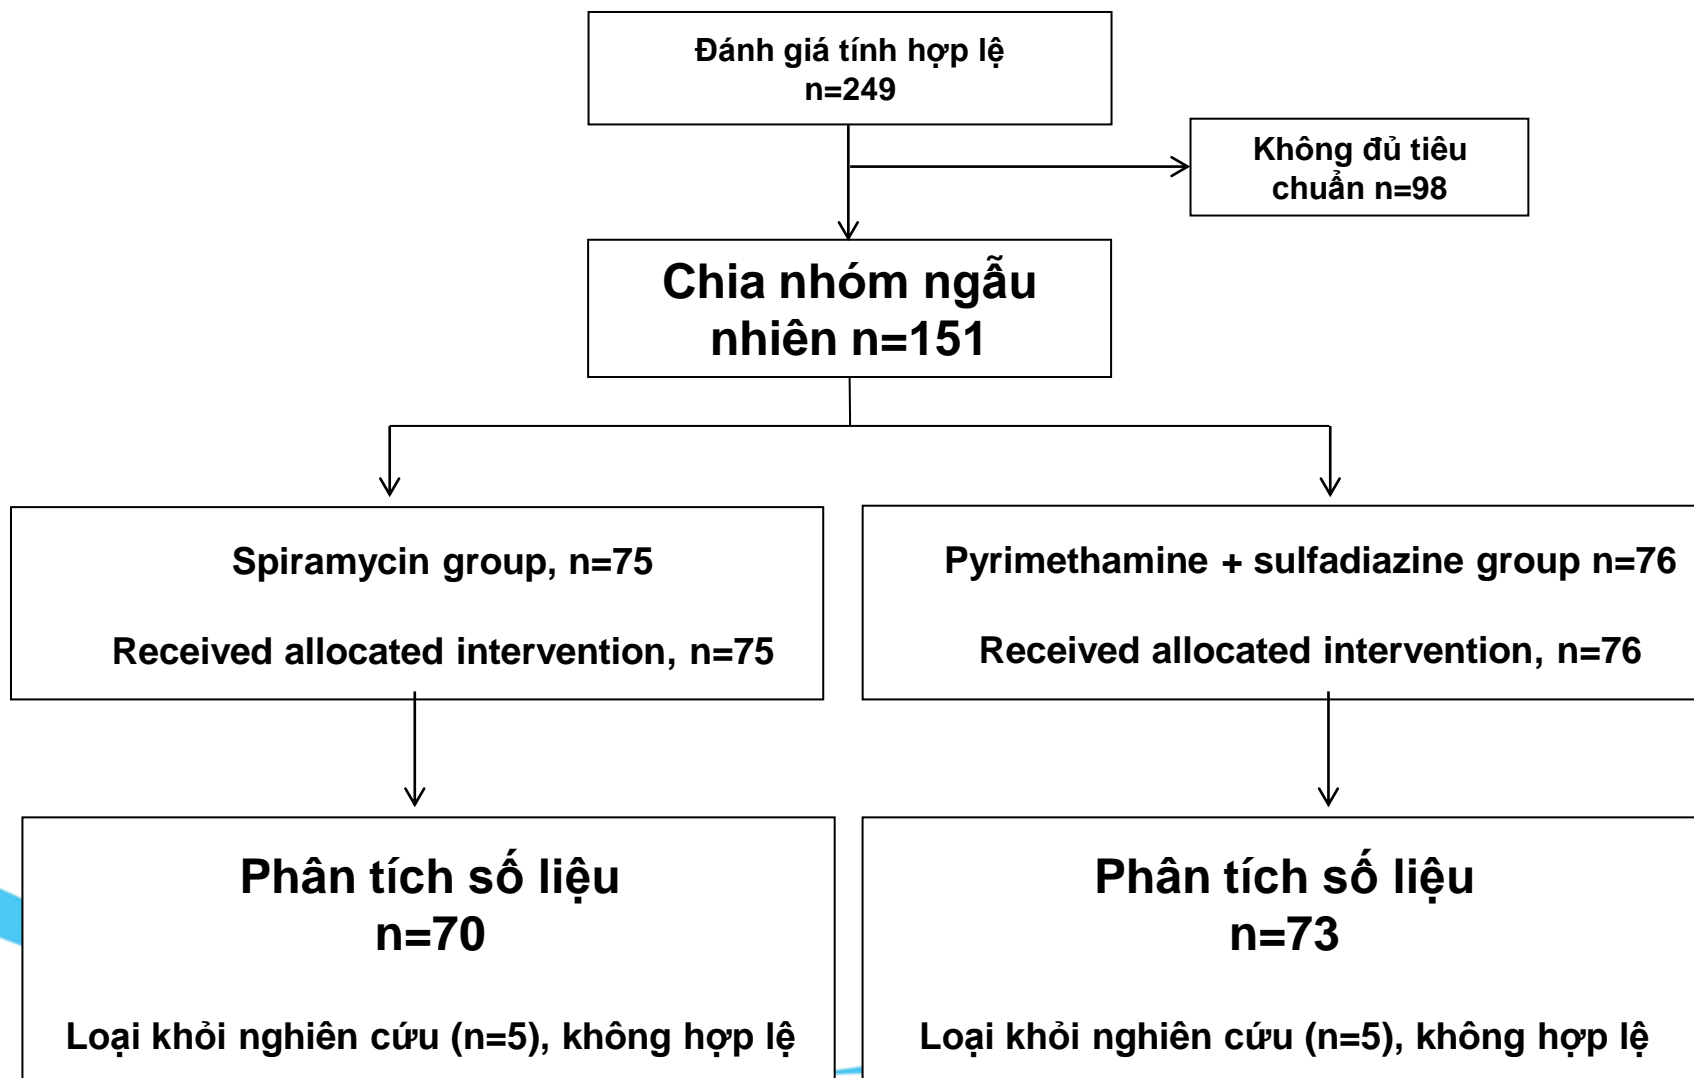 Đánh giá tính hợp lệ
n=249
Không đủ tiêu
chuẩn n=98
Chia nhóm ngẫu
nhiên n=151
Spiramycin group, n=75
Received allocated intervention, n=75
Pyrimethamine + sulfadiazine group n=76
Received allocated intervention, n=76
Phân tích số liệu
n=70
Loại khỏi nghiên cứu (n=5), không hợp lệ
Phân tích số liệu
n=73
Loại khỏi nghiên cứu (n=5), không hợp lệ